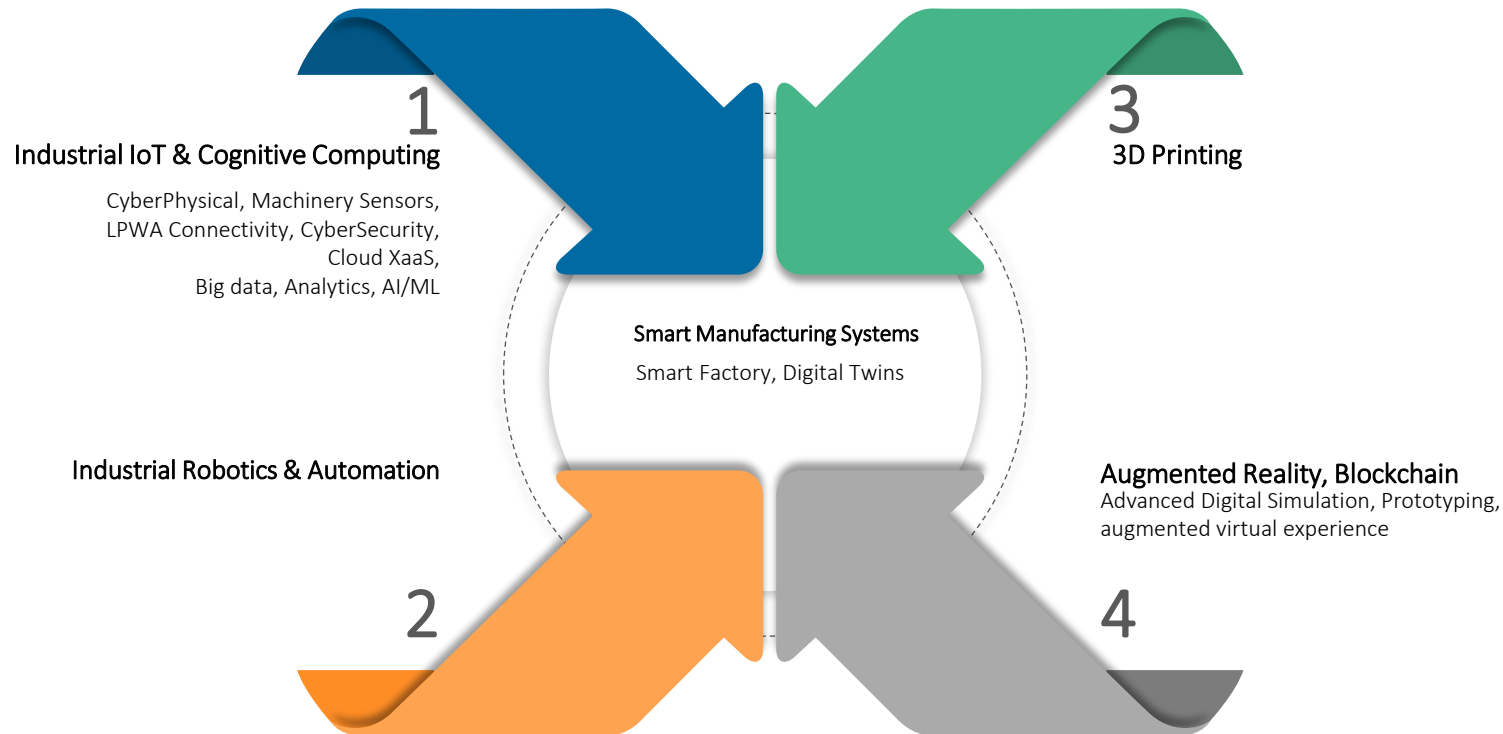 1
Industrial IoT & Cognitive Computing
CyberPhysical, Machinery Sensors,
LPWA Connectivity, CyberSecurity,
Cloud XaaS,
Big data, Analytics, AI/ML
3
3D Printing
Smart Manufacturing Systems
Smart Factory, Digital Twins
Industrial Robotics & Automation
2
Augmented Reality, Blockchain
Advanced Digital Simulation, Prototyping,
augmented virtual experience
4